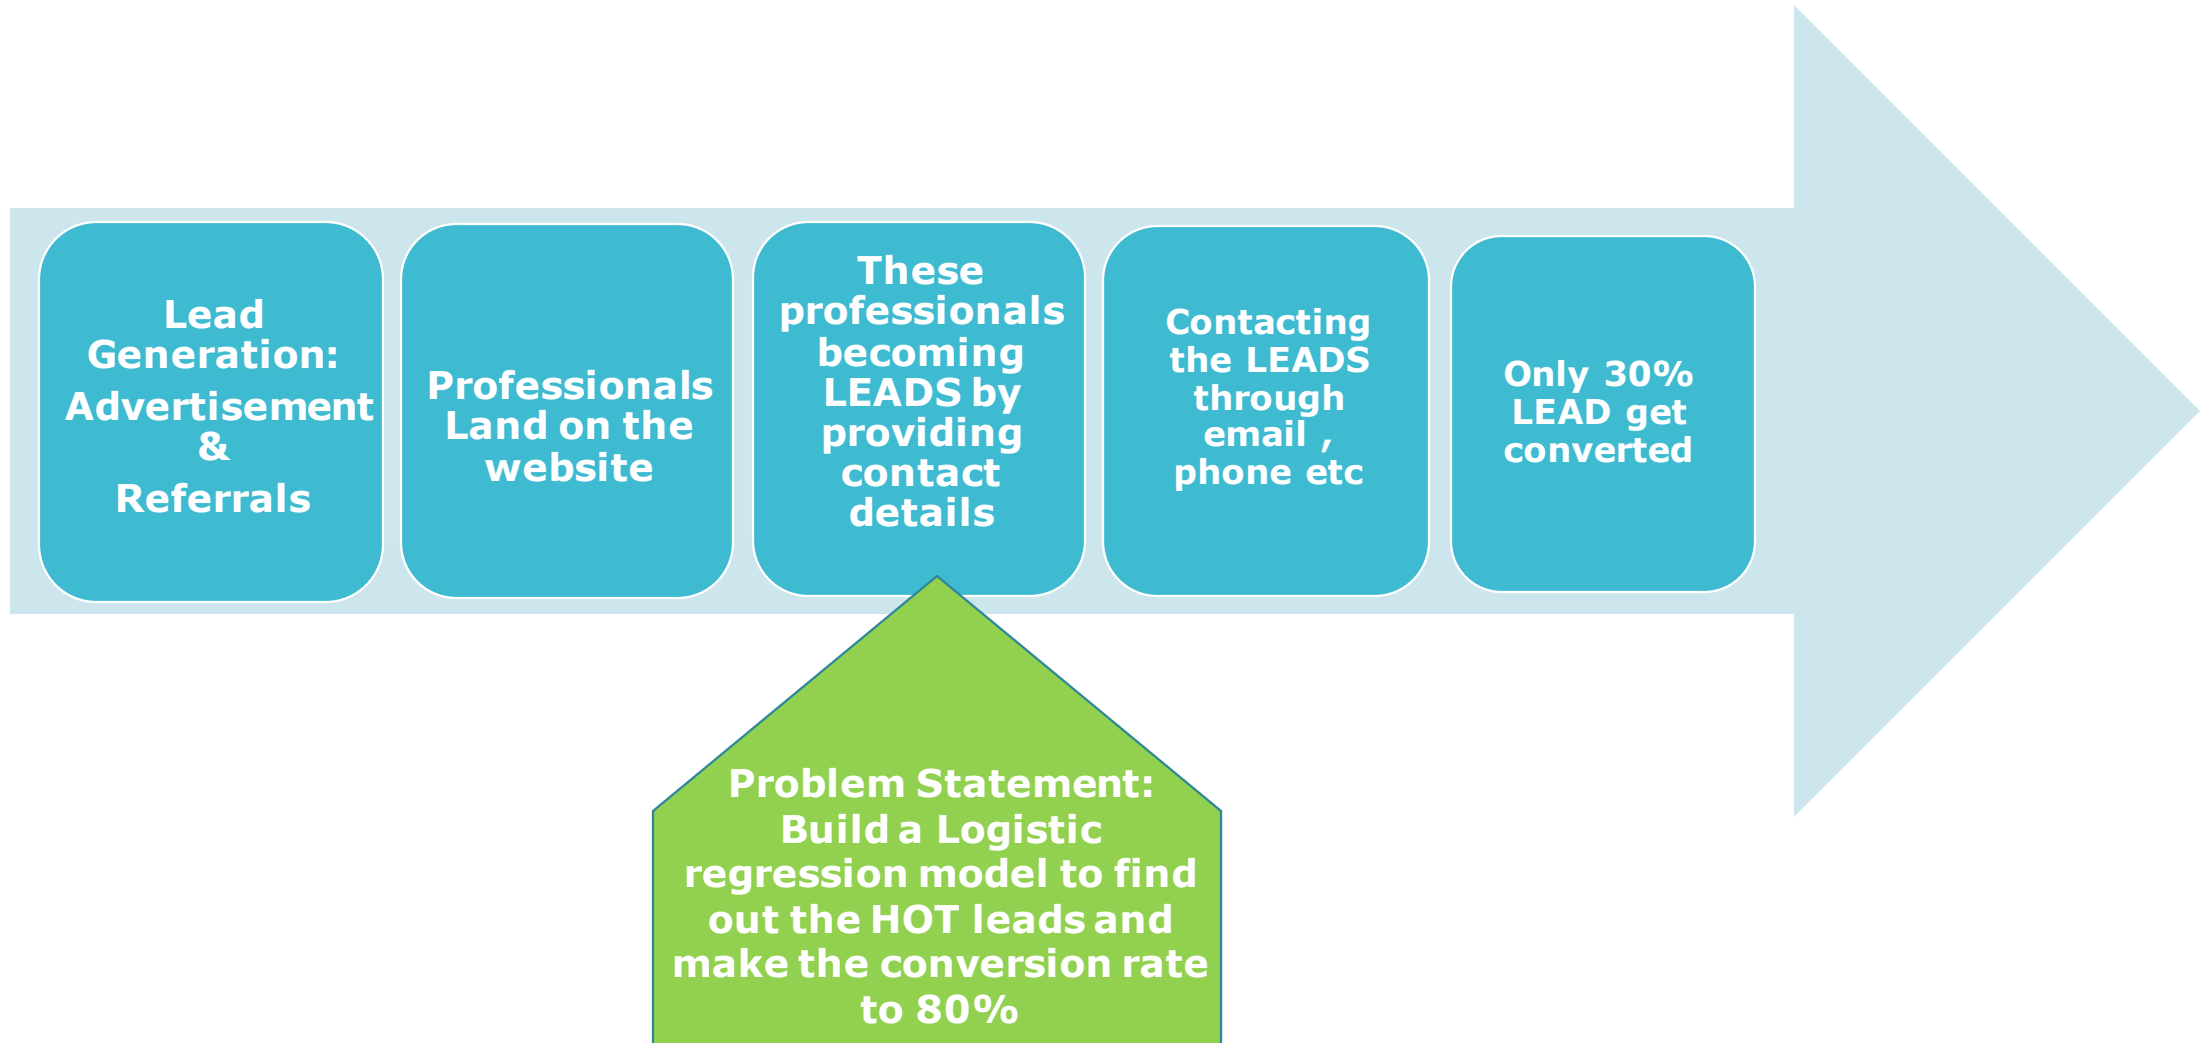 Lead
Generation:
Advertisement
&
Referrals
Professionals
Land on the
website
These
professionals
becoming
LEADS by
providing
contact
details
Contacting
the LEADS
through
email ,
phone etc
Only 30%
LEAD get
converted
Problem Statement:
Build a Logistic
regression model to find
out the HOT leads and
make the conversion rate
to 80%